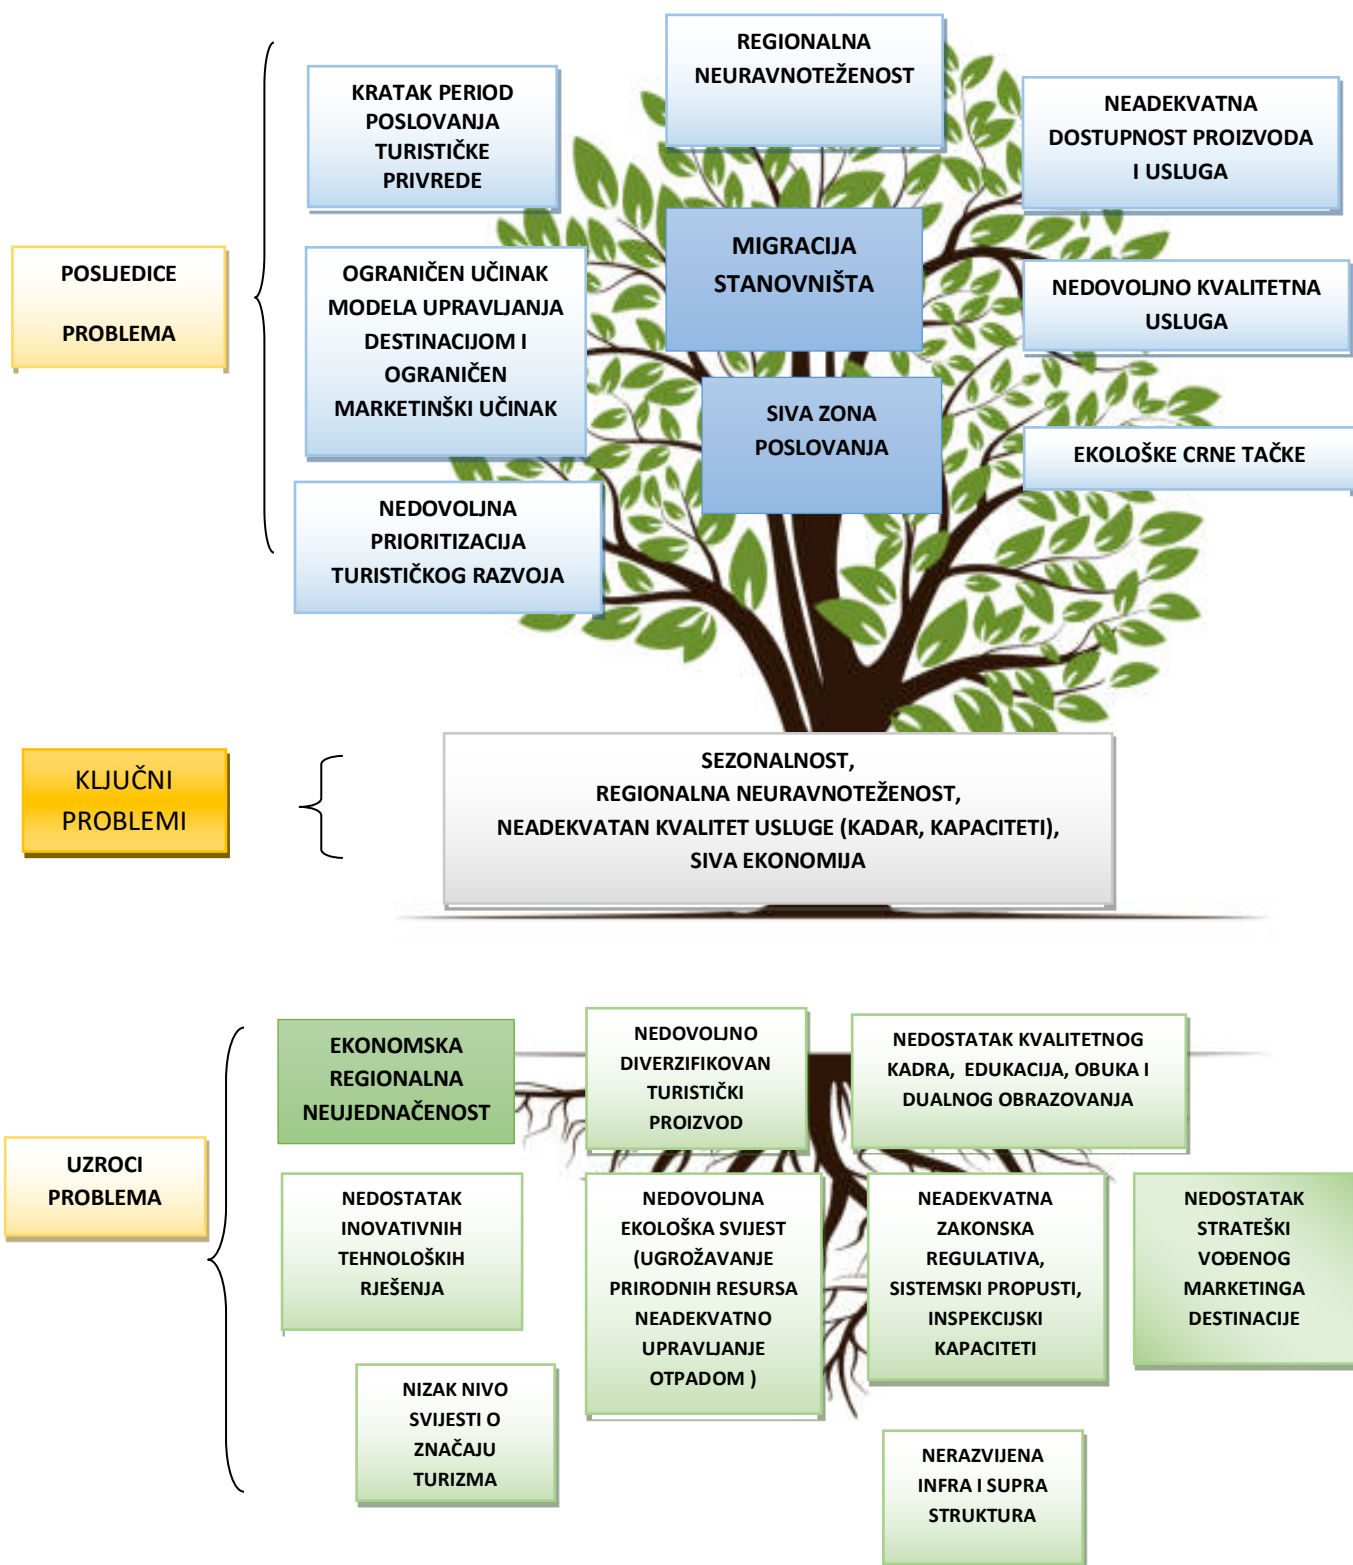 REGIONALNA
NEURAVNOTEŽENOST
KRATAK PERIOD
POSLOVANJA
TURISTIČKE
PRIVREDE
NEADEKVATNA
DOSTUPNOST PROIZVODA
I USLUGA
POSLJEDICE
PROBLEMA
OGRANIČEN UČINAK
MODELA UPRAVLJANJA
DESTINACIJOM I
OGRANIČEN
MARKETINŠKI UČINAK
MIGRACIJA
STANOVNIŠTA
NEDOVOLJNO KVALITETNA
USLUGA
SIVA ZONA
POSLOVANJA
EKOLOŠKE CRNE TAČKE
NEDOVOLJNA
PRIORITIZACIJA
TURISTIČKOG RAZVOJA
KLJUČNI
PROBLEMI
SEZONALNOST,
REGIONALNA NEURAVNOTEŽENOST,
NEADEKVATAN KVALITET USLUGE (KADAR, KAPACITETI),
SIVA EKONOMIJA
EKONOMSKA
REGIONALNA
NEUJEDNAČENOST
NEDOVOLJNO
DIVERZIFIKOVAN
TURISTIČKI
PROIZVOD
NEDOSTATAK KVALITETNOG
KADRA,  EDUKACIJA, OBUKA I
DUALNOG OBRAZOVANJA
UZROCI
PROBLEMA
NEDOSTATAK
INOVATIVNIH
TEHNOLOŠKIH
RJEŠENJA
NEDOVOLJNA
EKOLOŠKA SVIJEST
(UGROŽAVANJE
PRIRODNIH RESURSA
NEADEKVATNO
UPRAVLJANJE
OTPADOM )
NEADEKVATNA
ZAKONSKA
REGULATIVA,
SISTEMSKI PROPUSTI,
INSPEKCIJSKI
KAPACITETI
NEDOSTATAK
STRATEŠKI
VOĐENOG
MARKETINGA
DESTINACIJE
NIZAK NIVO
SVIJESTI O
ZNAČAJU
TURIZMA
NERAZVIJENA
INFRA I SUPRA
STRUKTURA